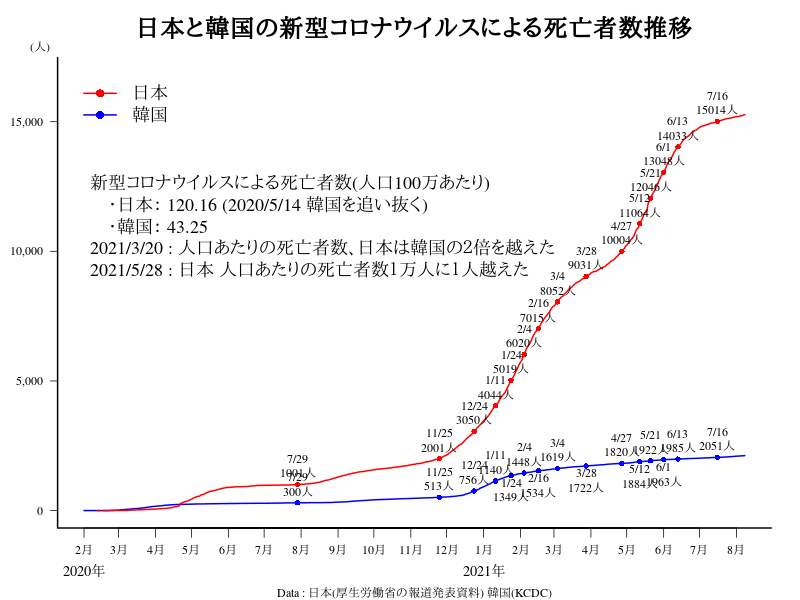 日本と韓国の新型コロナウイルスによる死亡者数推移
(人)
日本
韓国
新型コロナウイルスによる死亡者数(人口100万あたり)
・日本： 120.16 (2020/5/14 韓国を追い抜く)
・韓国： 43.25
2021/3/20 : 人口あたりの死亡者数、日本は韓国の2倍を越えた
2021/5/28 : 日本 人口あたりの死亡者数1万人に1人越えた
15,000
10,000
5,000
0
7/29
1001人
11/25
2001人
12/24
3050人
1/11
4044人
1/24
5019人
2/4
6020人
2/16
7015人
3/4
8052人
3/28
9031人
4/27
10004人
5/12
11064人
5/21
12046人
6/1
13048人
6/13
14033人
7/16
15014人
7/29
300人
11/25
513人
12/24
756人
1/11
1140人
1/24
1349人
2/4
1448人
2/16
1534人
3/4
1619人
3/28
1722人
4/27
1820人
5/12
1884人
5/21
1922人
6/1
1963人
6/13
1985人
7/16
2051人
2月 3月 4月 5月 6月 7月 8月 9月 10月 11月 12月 1月 2月 3月 4月 5月 6月 7月 8月
2020年 2021年
Data : 日本(厚生労働省の報道発表資料) 韓国(KCDC)